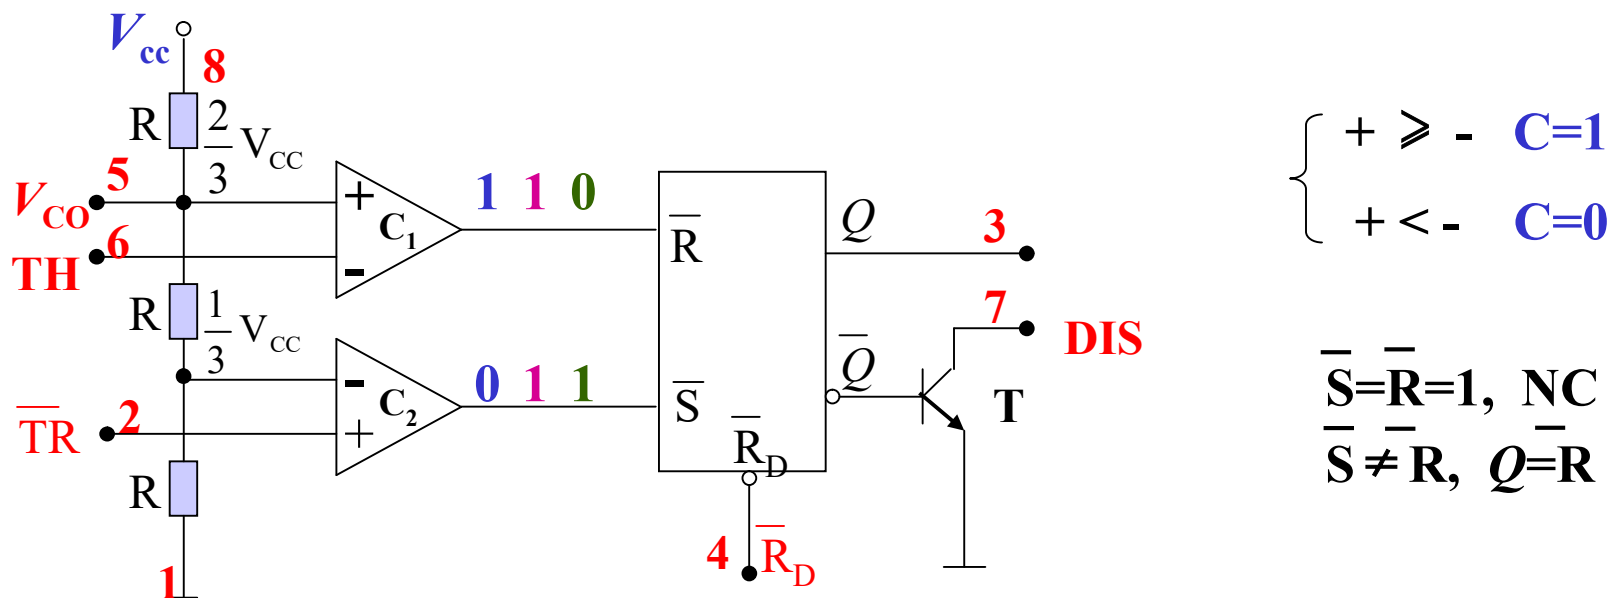 Vcc
8
R 2/3 VCC
5
VCO
6
TH
+
C1
-
1 1 0
R̅
Q
3
7
DIS
R 1/3 VCC
-
C2
+
0 1 1
S̅
Q̅
T
R̅D
T̅R̅ 2
R
1
4 R̅D
+ ⩾ - C=1
+ < - C=0
S̅=R̅=1, NC
S̅ ≠ R̅, Q=R̅